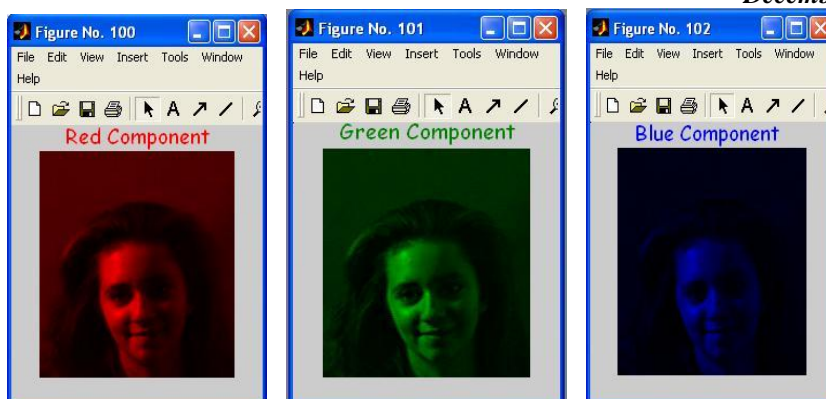 Figure No. 100
File Edit View Insert Tools Window
Help
A
Red Component
Figure No. 101
File Edit View Insert Tools Window
Help
A
Green Component
Figure No. 102
File Edit View Insert Tools Window
Help
A
Blue Component